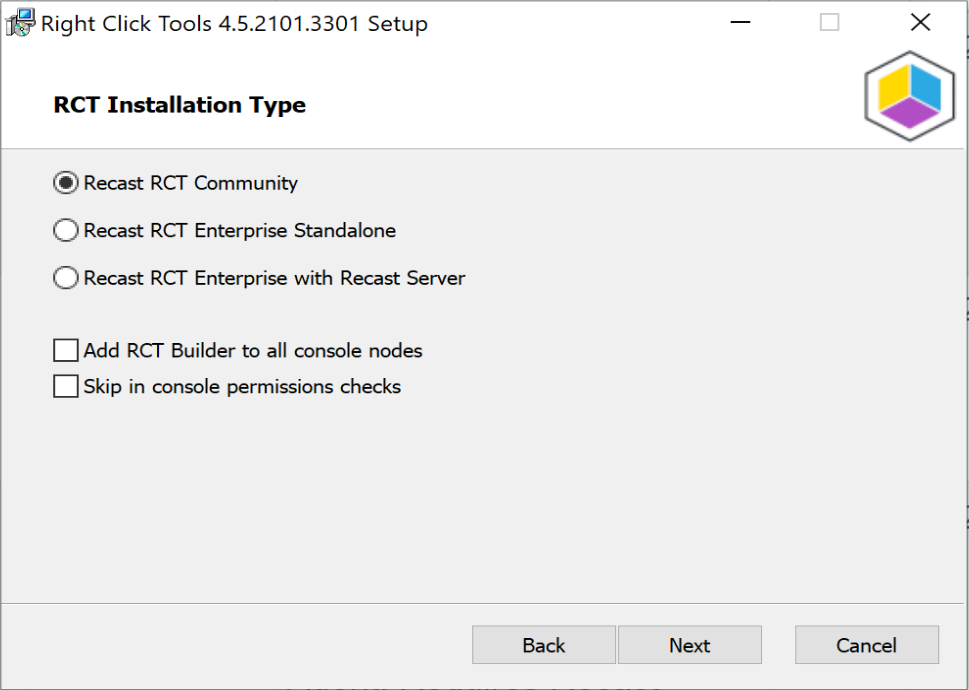 Right Click Tools 4.5.2101.3301 Setup
RCT Installation Type
Recast RCT Community
Recast RCT Enterprise Standalone
Recast RCT Enterprise with Recast Server
Add RCT Builder to all console nodes
Skip in console permissions checks
Back Next Cancel